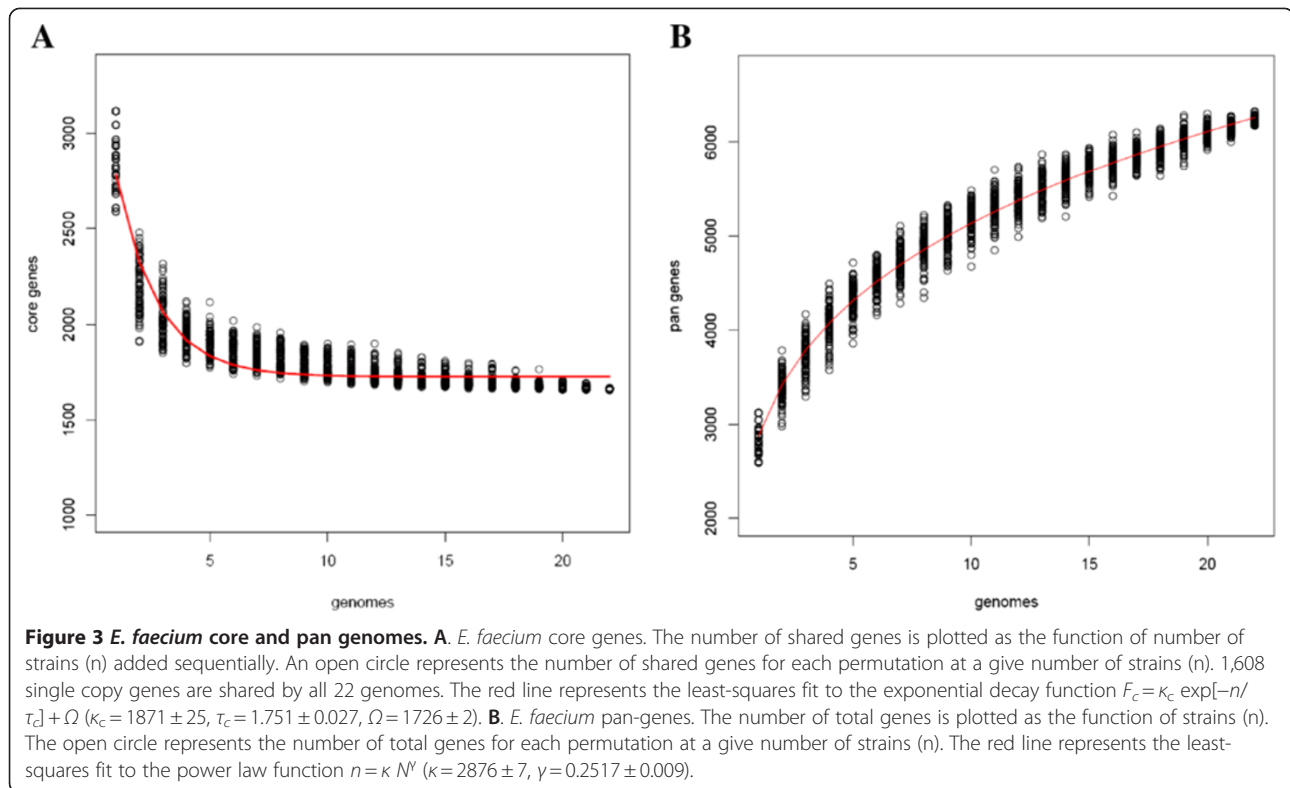 A
B
core genes
3000
2500
2000
1500
1000
5
10
15
20
genomes
pan genes
6000
5000
4000
3000
2000
5
10
15
20
genomes
Figure 3 E. faecium core and pan genomes. A. E. faecium core genes. The number of shared genes is plotted as the function of number of
strains (n) added sequentially. An open circle represents the number of shared genes for each permutation at a give number of strains (n). 1,608
single copy genes are shared by all 22 genomes. The red line represents the least-squares fit to the exponential decay function F_c = κ_c exp[−n/
τ_c] + Ω (κ_c = 1871 ± 25, τ_c = 1.751 ± 0.027, Ω = 1726 ± 2). B. E. faecium pan-genes. The number of total genes is plotted as the function of strains (n).
The open circle represents the number of total genes for each permutation at a give number of strains (n). The red line represents the least-
squares fit to the power law function n = κ N^γ (κ = 2876 ± 7, γ = 0.2517 ± 0.009).